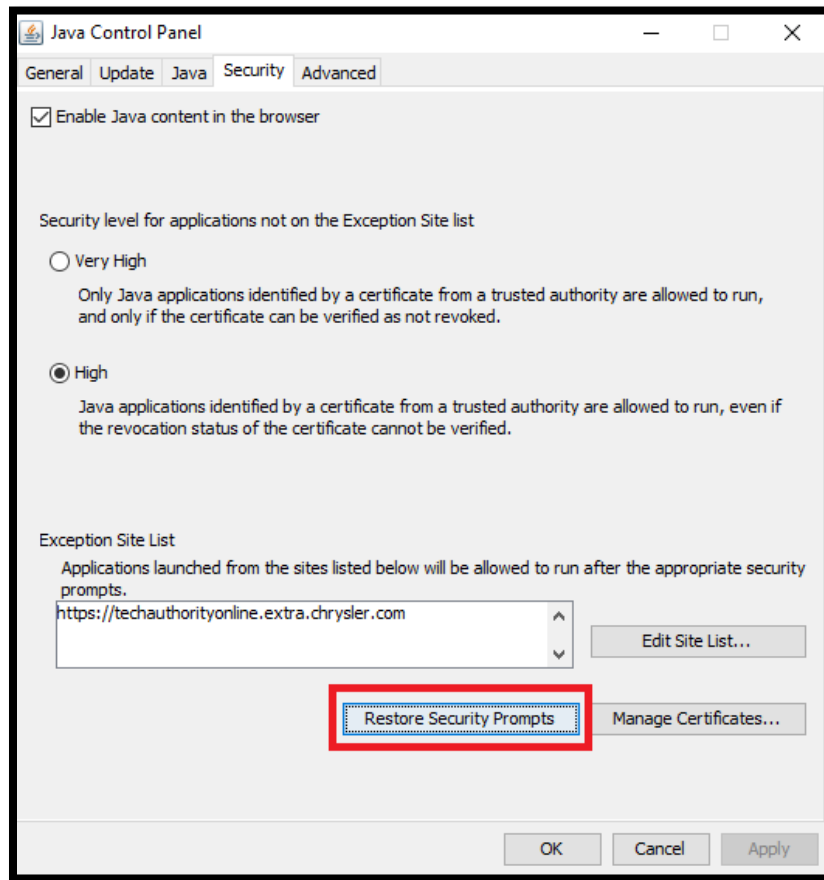 Java Control Panel
General Update Java Security Advanced
Enable Java content in the browser
Security level for applications not on the Exception Site list
Very High
Only Java applications identified by a certificate from a trusted authority are allowed to run,
and only if the certificate can be verified as not revoked.
High
Java applications identified by a certificate from a trusted authority are allowed to run, even if
the revocation status of the certificate cannot be verified.
Exception Site List
Applications launched from the sites listed below will be allowed to run after the appropriate security
prompts.
https://techauthorityonline.extra.chrysler.com
Edit Site List...
Restore Security Prompts Manage Certificates...
OK Cancel Apply